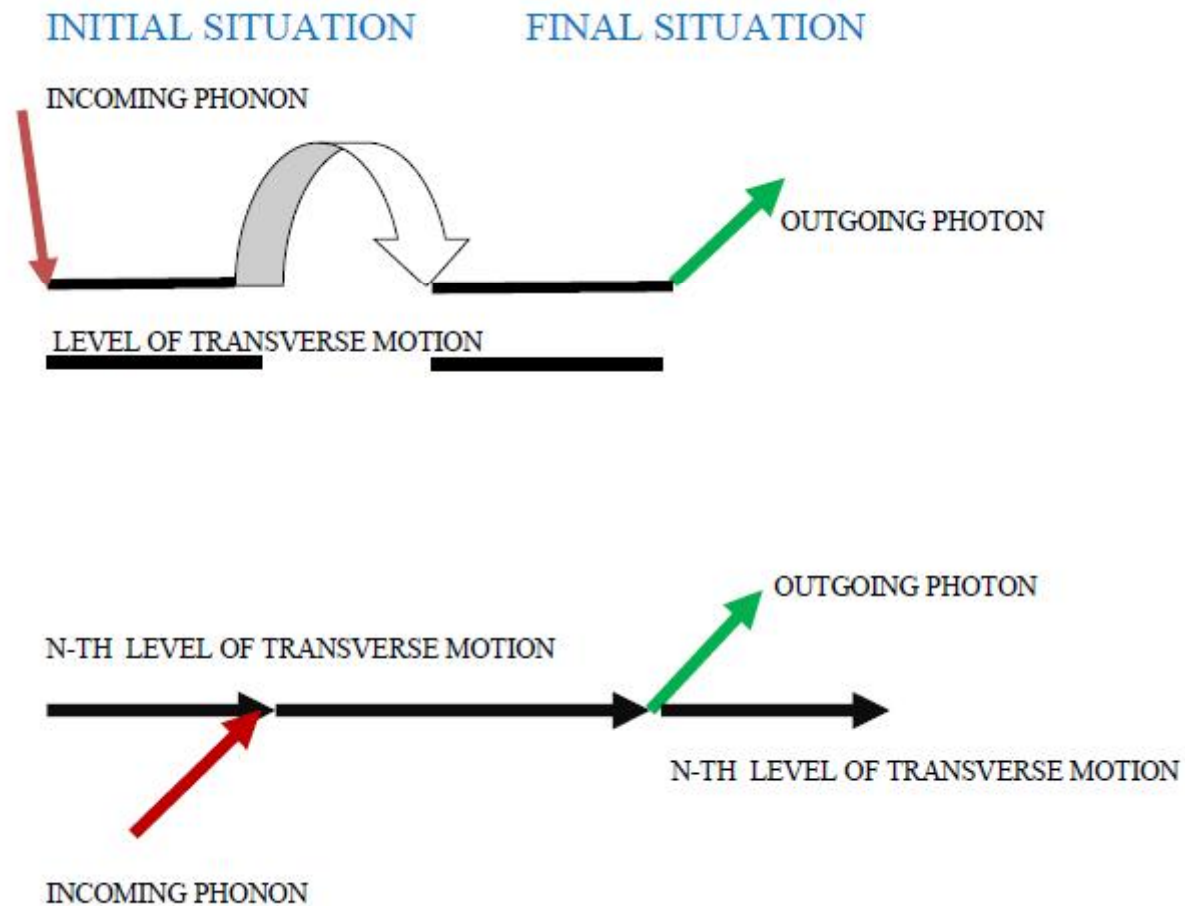 INITIAL SITUATION
FINAL SITUATION
INCOMING PHONON
OUTGOING PHOTON
LEVEL OF TRANSVERSE MOTION
OUTGOING PHOTON
N-TH LEVEL OF TRANSVERSE MOTION
N-TH LEVEL OF TRANSVERSE MOTION
INCOMING PHONON